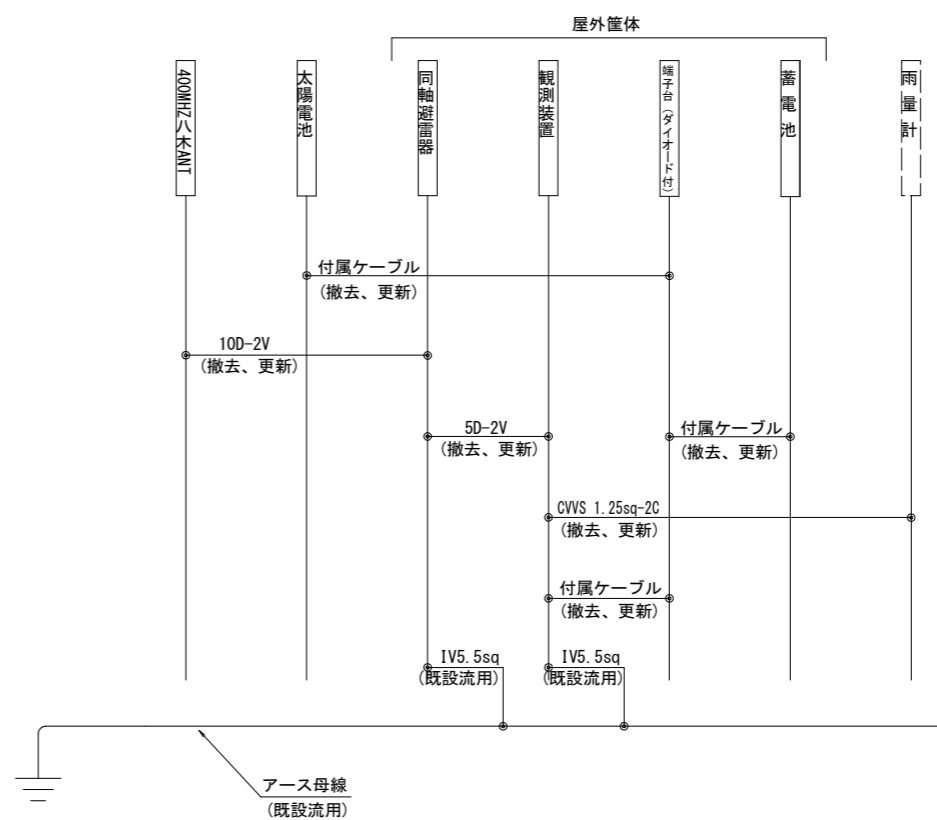 屋外筐体
400MHZ八木ANT
太陽電池
同軸避雷器
観測装置
端子台（ダイオード付）
蓄電池
雨量計
付属ケーブル
(撤去、更新)
10D-2V
(撤去、更新)
5D-2V
(撤去、更新)
付属ケーブル
(撤去、更新)
CVVS 1.25sq-2C
(撤去、更新)
付属ケーブル
(撤去、更新)
IV5.5sq
(既設流用)
IV5.5sq
(既設流用)
アース母線
(既設流用)